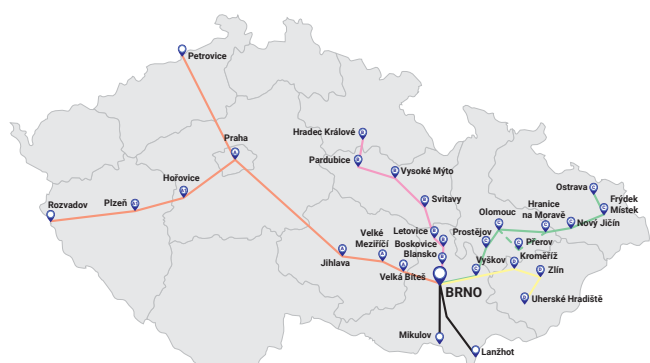 Petrovice
Praha
Hradec Králové
Pardubice
Vysoké Mýto
Hořovice
Plzeň
Rozvadov
Svitavy
Ostrava
Frýdek
Místek
Hranice
na Moravě
Olomouc
Nový Jičín
Letovice
Prostějov
Boskovice
Přerov
Velké
Meziříčí
Blansko
Kroměříž
Vyškov
Jihlava
Zlín
Velká Bíteš
BRNO
Uherské Hradiště
Mikulov
Lanžhot